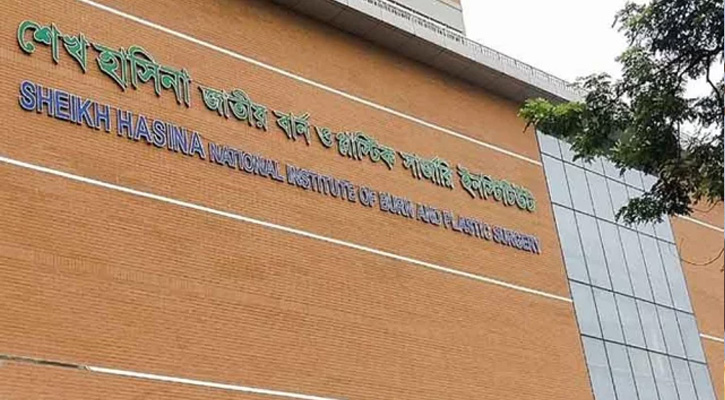 শেখ হাসিনা জাতীয় বার্ন ও প্লাস্টিক সার্জারি ইনস্টিটিউট
SHEIKH HASINA NATIONAL INSTITUTE OF BURN AND PLASTIC SURGERY